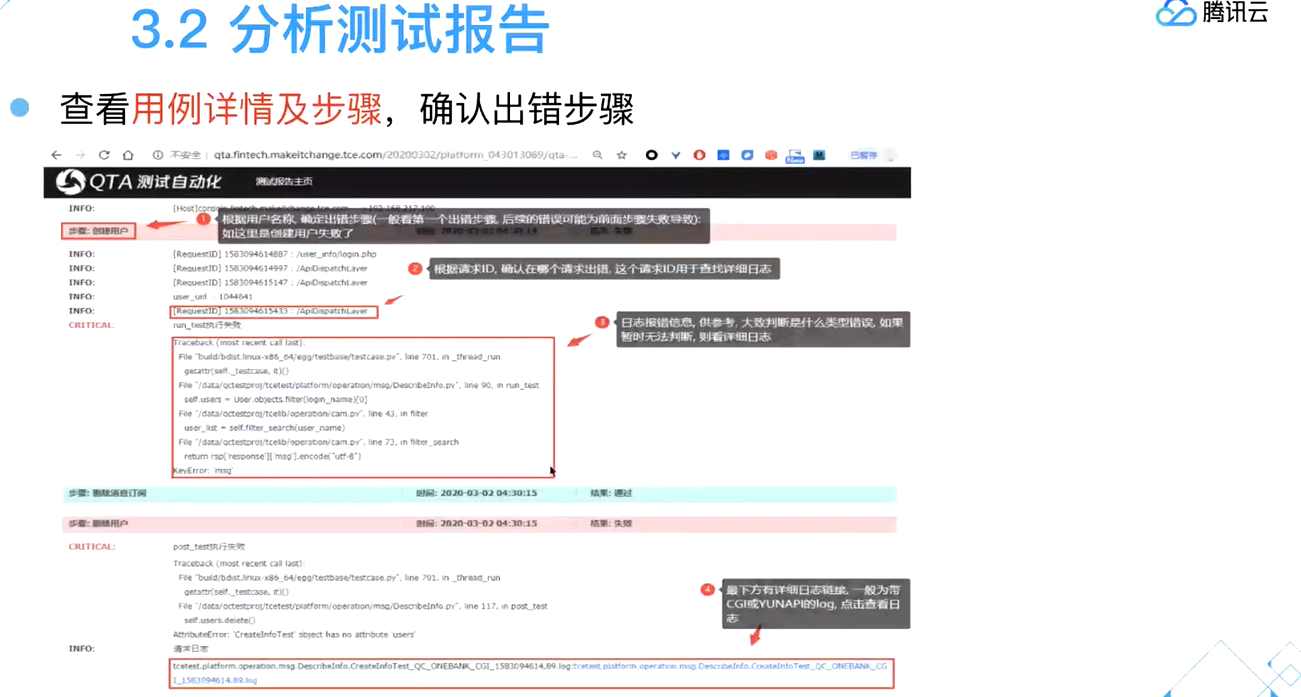 3.2 分析测试报告
腾讯云
查看用例详情及步骤，确认出错步骤
不安全 | qta.fintech.makeitchange.tce.com/20200302/platform_043013069/qta-...
已暂停
QTA 测试自动化 测试报告主页
INFO: [Host]console.fintech.makeitchange.tce.com
1 根据用户名称, 确定出错步骤(一般看第一个出错步骤, 后续的错误可能为前面步骤失败导致):
如这里是创建用户失败了
步骤: 创建用户
INFO: [RequestID] 1583094614887 : /user_info/login.php
INFO: [RequestID] 1583094614997 : /ApiDispatchLayer
2 根据请求ID, 确认在哪个请求出错, 这个请求ID用于查找详细日志
INFO: [RequestID] 1583094615147 : /ApiDispatchLayer
INFO: user_uin : 1044641
INFO: [RequestID] 1583094615433 : /ApiDispatchLayer
3 日志报错信息, 供参考, 大致判断是什么类型错误, 如果
暂时无法判断, 则看详细日志
CRITICAL: run_test执行失败
Traceback (most recent call last):
File "build/bdist.linux-x86_64/egg/testbase/testcase.py", line 701, in _thread_run
getattr(self._testcase, it)()
File "/data/qctestproj/tcetest/platform/operation/msg/DescribeInfo.py", line 90, in run_test
self.users = User.objects.filter(login_name)[0]
File "/data/qctestproj/tcelib/operation/cam.py", line 43, in filter
user_list = self.filter_search(user_name)
File "/data/qctestproj/tcelib/operation/cam.py", line 73, in filter_search
return rsp['response']['msg'].encode("utf-8")
KeyError: 'msg'
步骤: 删除消息订阅 时间: 2020-03-02 04:30:15 结果: 通过
步骤: 删除用户 时间: 2020-03-02 04:30:15 结果: 失败
CRITICAL: post_test执行失败
Traceback (most recent call last):
File "build/bdist.linux-x86_64/egg/testbase/testcase.py", line 701, in _thread_run
getattr(self._testcase, it)()
File "/data/qctestproj/tcetest/platform/operation/msg/DescribeInfo.py", line 117, in post_test
self.users.delete()
AttributeError: 'CreateInfoTest' object has no attribute 'users'
4 最下方有详细日志链接, 一般为带
CGI或YUNAPI的log, 点击查看日
志
INFO: 请求日志
tcetest.platform.operation.msg.DescribeInfo.CreateInfoTest_QC_ONEBANK_CGI_1583094614.89.log:tcetest.platform.operation.msg.DescribeInfo.CreateInfoTest_QC_ONEBANK_CG
I_1583094614.89.log